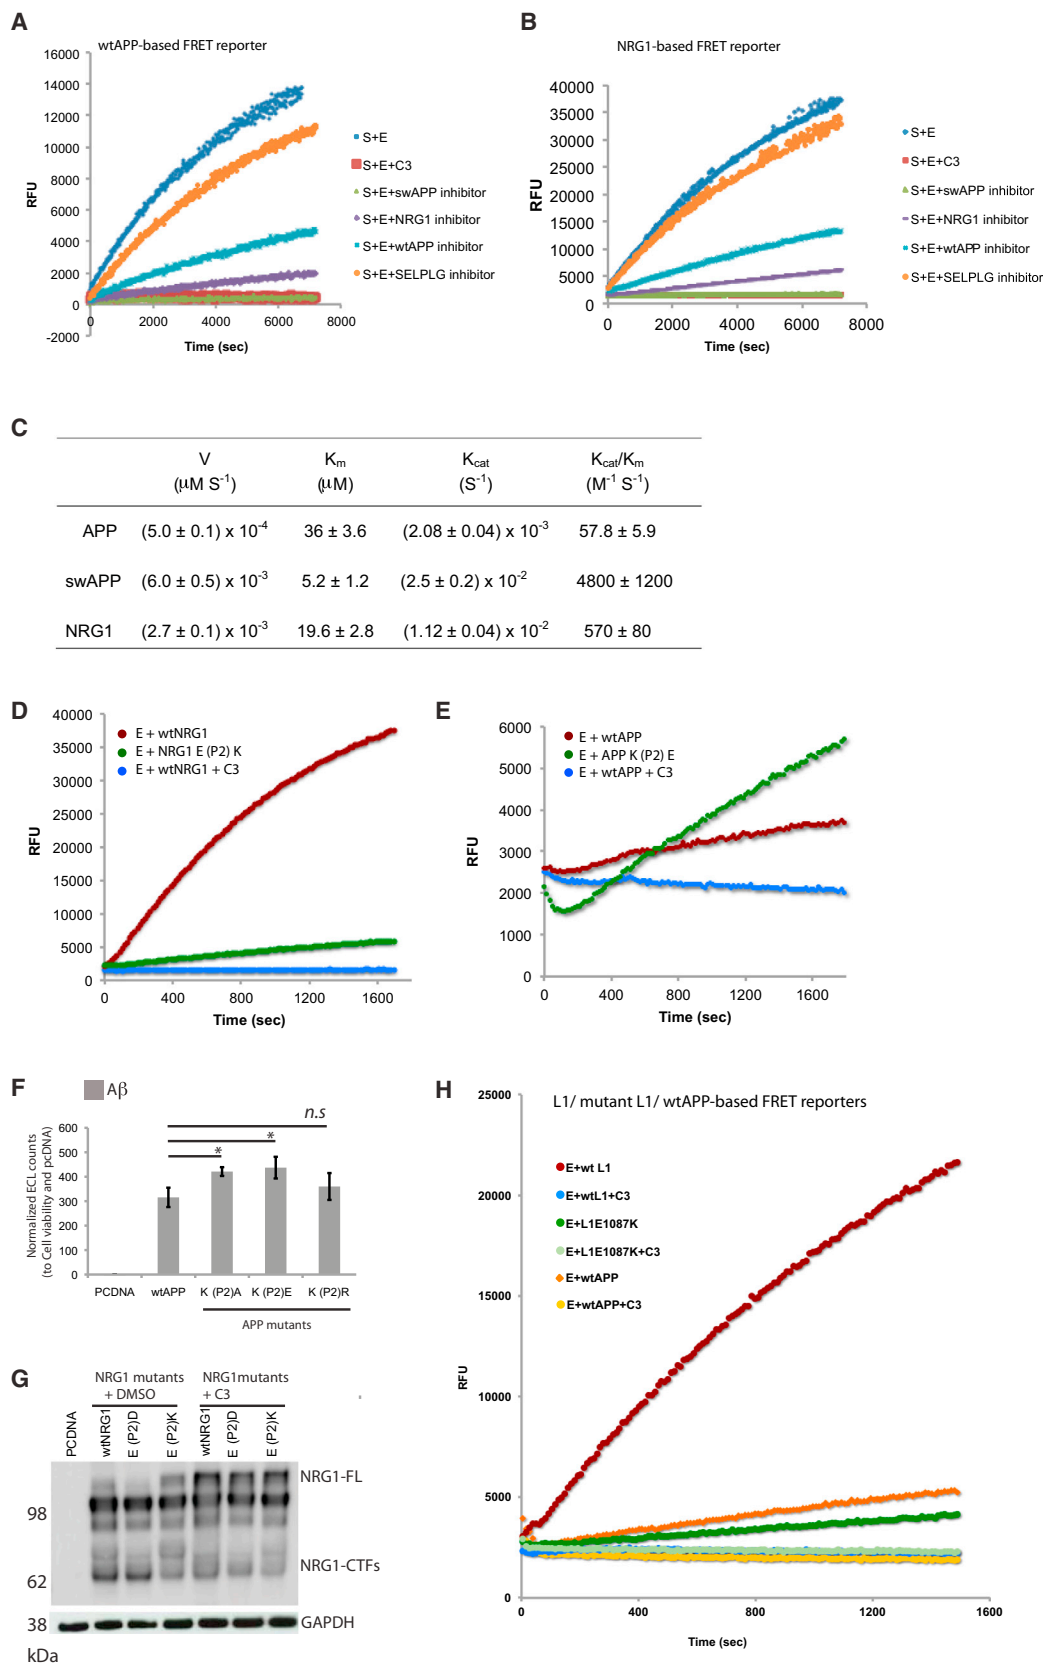 A
wtAPP-based FRET reporter
16000
14000
12000
10000
8000
6000
4000
2000
0
-2000
RFU
0 2000 4000 6000 8000
Time (sec)
S+E
S+E+C3
S+E+swAPP inhibitor
S+E+NRG1 inhibitor
S+E+wtAPP inhibitor
S+E+SELPLG inhibitor
B
NRG1-based FRET reporter
40000
35000
30000
25000
20000
15000
10000
5000
0
RFU
0 2000 4000 6000 8000
Time (sec)
S+E
S+E+C3
S+E+swAPP inhibitor
S+E+NRG1 inhibitor
S+E+wtAPP inhibitor
S+E+SELPLG inhibitor
C
V Km Kcat Kcat/Km
(μM S⁻¹) (μM) (S⁻¹) (M⁻¹ S⁻¹)
APP (5.0 ± 0.1) x 10⁻⁴ 36 ± 3.6 (2.08 ± 0.04) x 10⁻³ 57.8 ± 5.9
swAPP (6.0 ± 0.5) x 10⁻³ 5.2 ± 1.2 (2.5 ± 0.2) x 10⁻² 4800 ± 1200
NRG1 (2.7 ± 0.1) x 10⁻³ 19.6 ± 2.8 (1.12 ± 0.04) x 10⁻² 570 ± 80
D
40000
35000
30000
25000
20000
15000
10000
5000
0
RFU
0 400 800 1200 1600
Time (sec)
E + wtNRG1
E + NRG1 E (P2) K
E + wtNRG1 + C3
E
6000
5000
4000
3000
2000
1000
0
RFU
0 400 800 1200 1600
Time (sec)
E + wtAPP
E + APP K (P2) E
E + wtAPP + C3
F
Aβ
n.s
*
*
600
500
400
300
200
100
0
Normalized ECL counts
(to Cell viability and pcDNA)
PCDNA wtAPP K (P2)A K (P2)E K (P2)R
APP mutants
G
NRG1 mutants
+ DMSO
NRG1mutants
+ C3
PCDNA
wtNRG1
E (P2)D
E (P2)K
wtNRG1
E (P2)D
E (P2)K
NRG1-FL
98
NRG1-CTFs
62
38
GAPDH
kDa
H
L1/ mutant L1/ wtAPP-based FRET reporters
25000
20000
15000
10000
5000
0
RFU
0 400 800 1200 1600
Time (sec)
E+wt L1
E+wtL1+C3
E+L1E1087K
E+L1E1087K+C3
E+wtAPP
E+wtAPP+C3